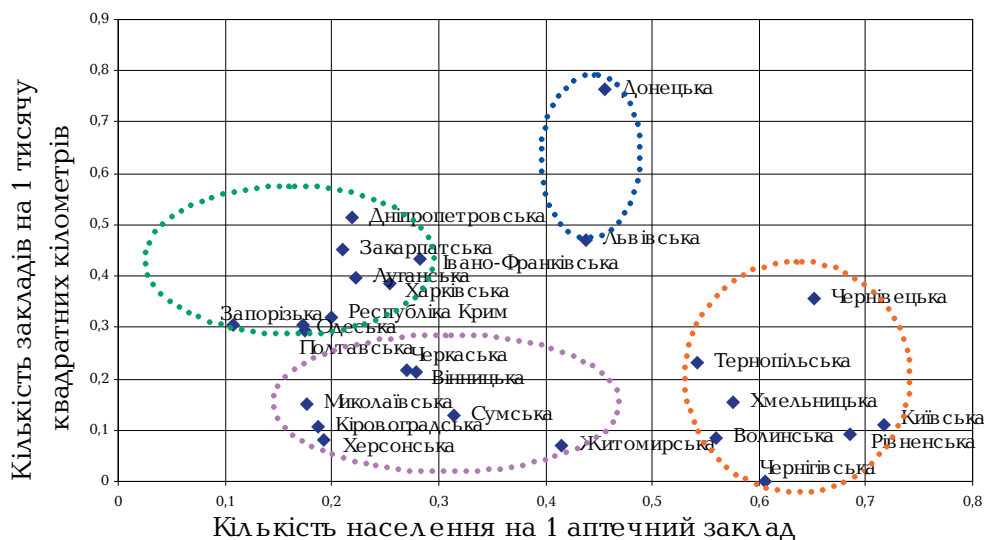 Кількість закладів на 1 тисячу
квадратних кілометрів
0,9
0,8
0,7
0,6
0,5
0,4
0,3
0,2
0,1
0
Донецька
Львівська
Дніпропетровська
Закарпатська
Івано-Франківська
Луганська
Харківська
Республіка Крим
Запорізька
Одеська
Полтавська
Черкаська
Вінницька
Миколаївська
Сумська
Кіровоградська
Херсонська
Житомирська
Чернівецька
Тернопільська
Хмельницька
Київська
Волинська
Рівненська
Чернігівська
0 0,1 0,2 0,3 0,4 0,5 0,6 0,7 0,8
Кількість населення на 1 аптечний заклад